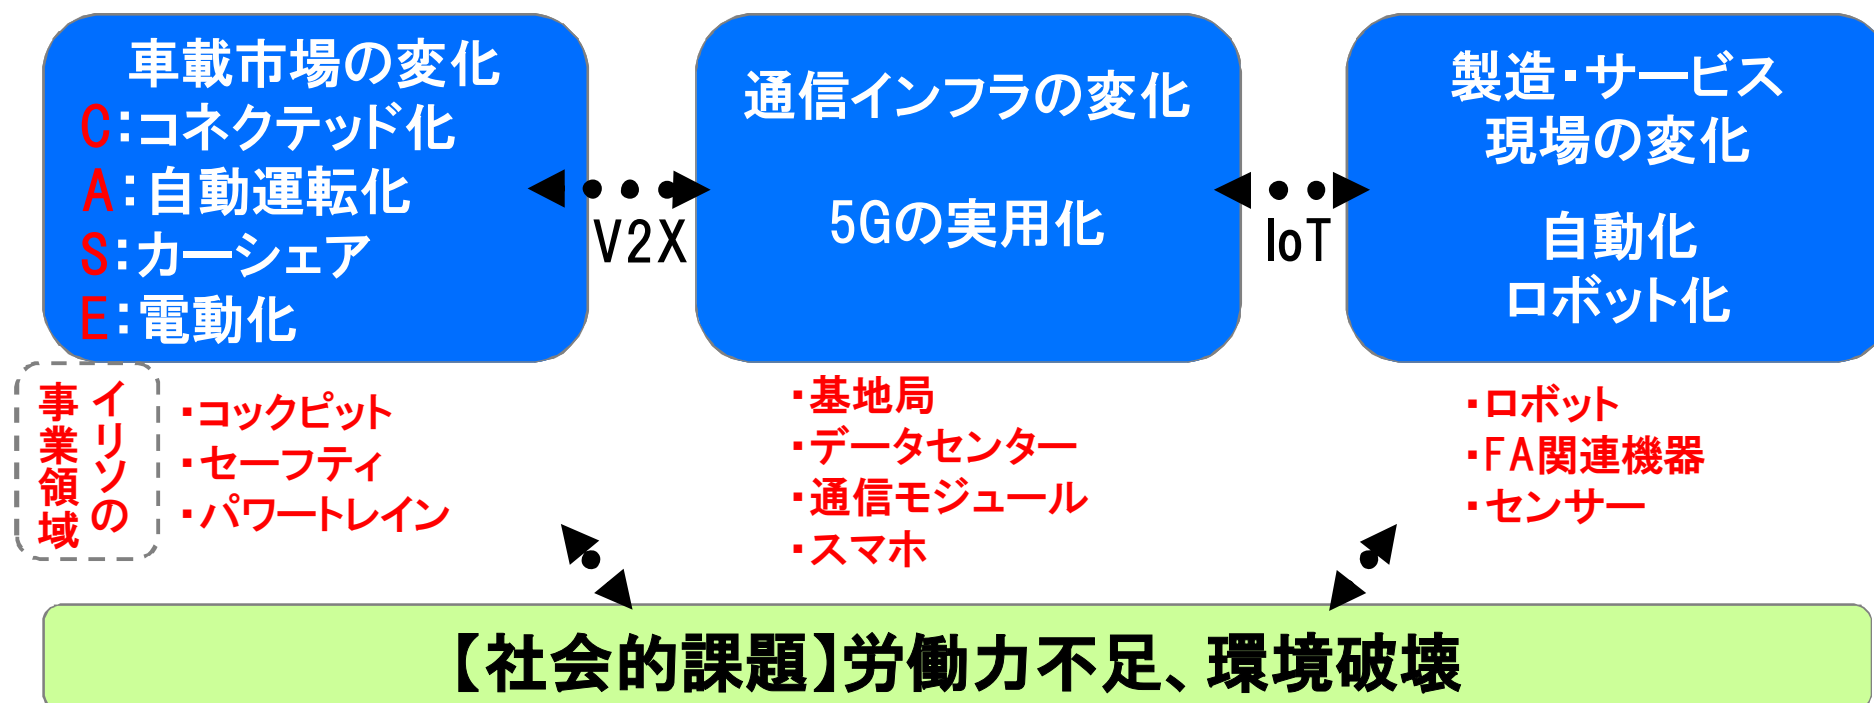 車載市場の変化
C:コネクテッド化
A:自動運転化
S:カーシェア
E:電動化
V2X
通信インフラの変化
5Gの実用化
IoT
製造・サービス
現場の変化
自動化
ロボット化
イリソの
事業領域
・コックピット
・セーフティ
・パワートレイン
・基地局
・データセンター
・通信モジュール
・スマホ
・ロボット
・FA関連機器
・センサー
【社会的課題】労働力不足、環境破壊